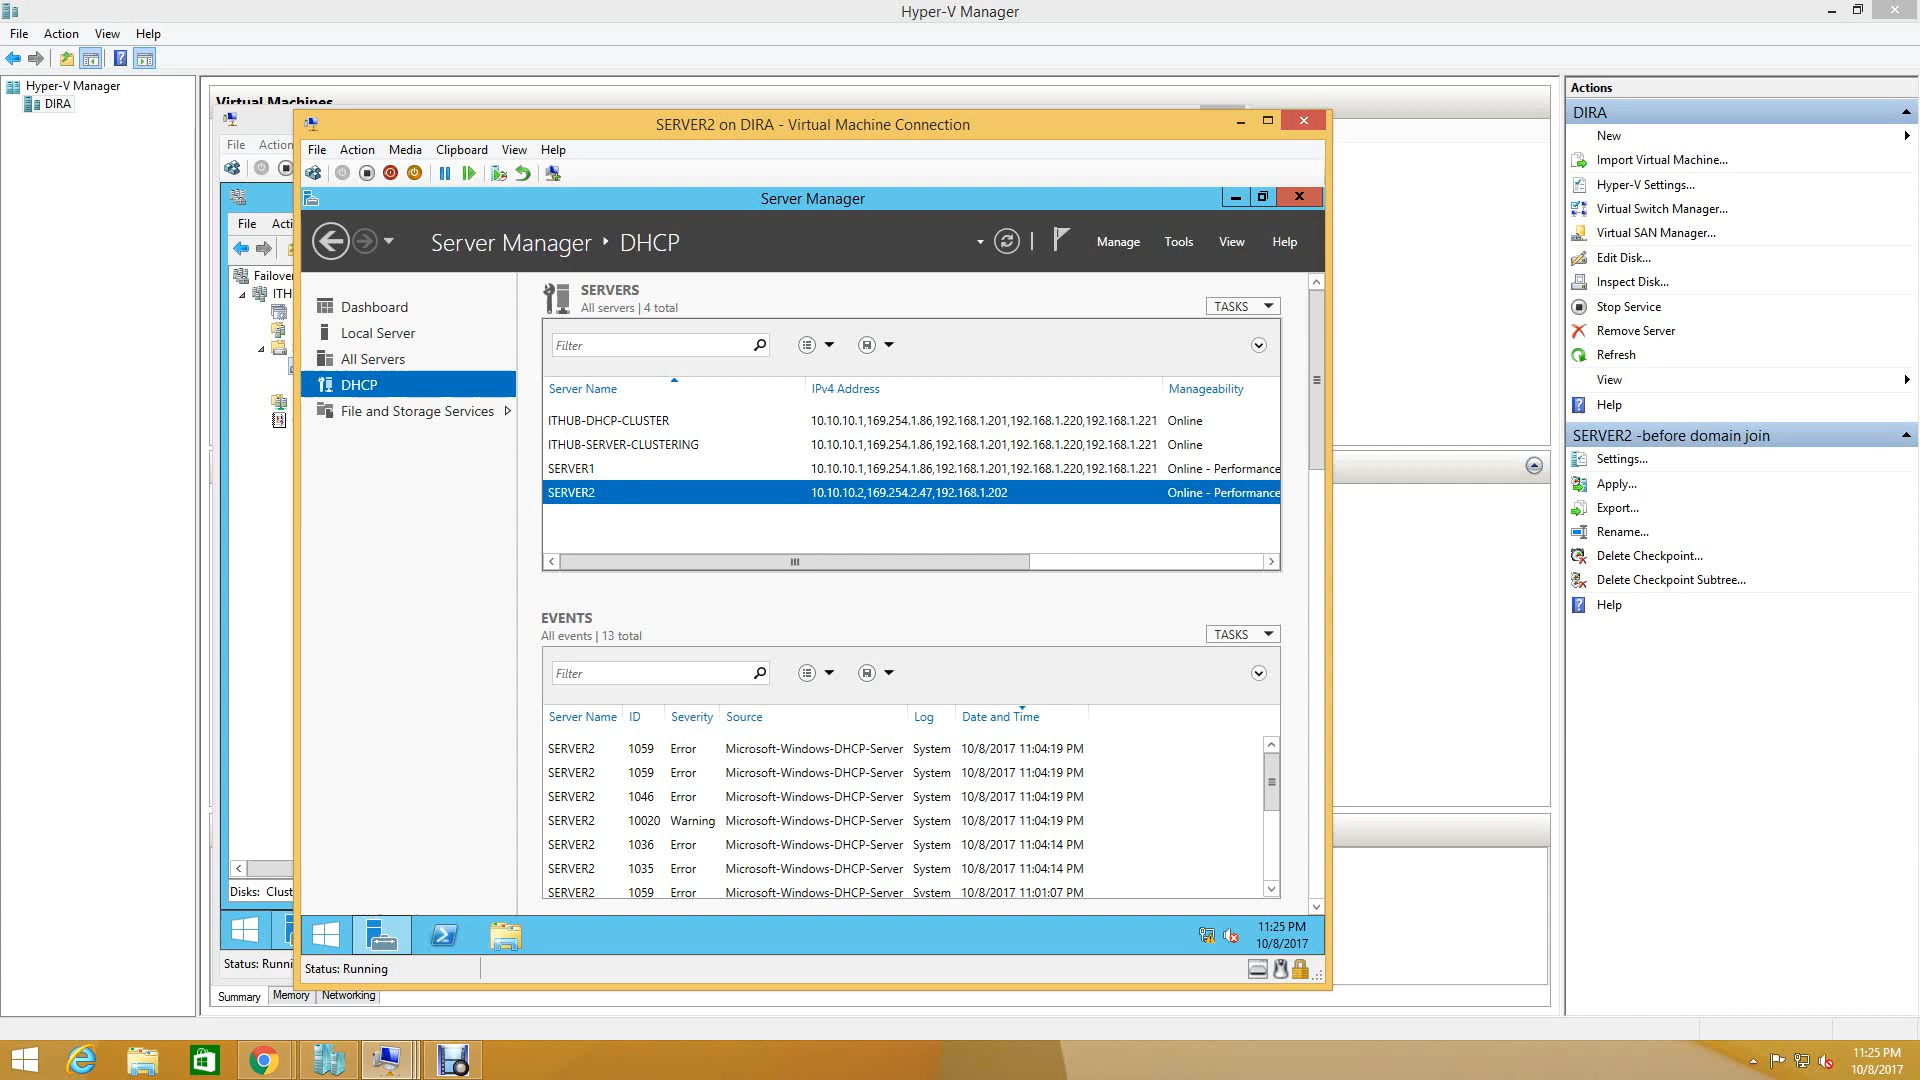 Hyper-V Manager
File Action View Help
Hyper-V Manager
DIRA
Virtual Machines
File Action
File
Failover
ITH
Disks: Clust
Status: Runni
Summary Memory Networking
SERVER2 on DIRA - Virtual Machine Connection
File Action Media Clipboard View Help
Server Manager
Server Manager DHCP
Manage Tools View Help
Dashboard
Local Server
All Servers
DHCP
File and Storage Services
SERVERS
All servers | 4 total
TASKS
Filter
Server Name IPv4 Address Manageability
ITHUB-DHCP-CLUSTER 10.10.10.1,169.254.1.86,192.168.1.201,192.168.1.220,192.168.1.221 Online
ITHUB-SERVER-CLUSTERING 10.10.10.1,169.254.1.86,192.168.1.201,192.168.1.220,192.168.1.221 Online
SERVER1 10.10.10.1,169.254.1.86,192.168.1.201,192.168.1.220,192.168.1.221 Online - Performance
SERVER2 10.10.10.2,169.254.2.47,192.168.1.202 Online - Performance
EVENTS
All events | 13 total
TASKS
Filter
Server Name ID Severity Source Log Date and Time
SERVER2 1059 Error Microsoft-Windows-DHCP-Server System 10/8/2017 11:04:19 PM
SERVER2 1059 Error Microsoft-Windows-DHCP-Server System 10/8/2017 11:04:19 PM
SERVER2 1046 Error Microsoft-Windows-DHCP-Server System 10/8/2017 11:04:19 PM
SERVER2 10020 Warning Microsoft-Windows-DHCP-Server System 10/8/2017 11:04:19 PM
SERVER2 1036 Error Microsoft-Windows-DHCP-Server System 10/8/2017 11:04:14 PM
SERVER2 1035 Error Microsoft-Windows-DHCP-Server System 10/8/2017 11:04:14 PM
SERVER2 1059 Error Microsoft-Windows-DHCP-Server System 10/8/2017 11:01:07 PM
11:25 PM
10/8/2017
Status: Running
Actions
DIRA
New
Import Virtual Machine...
Hyper-V Settings...
Virtual Switch Manager...
Virtual SAN Manager...
Edit Disk...
Inspect Disk...
Stop Service
Remove Server
Refresh
View
Help
SERVER2 -before domain join
Settings...
Apply...
Export...
Rename...
Delete Checkpoint...
Delete Checkpoint Subtree...
Help
11:25 PM
10/8/2017